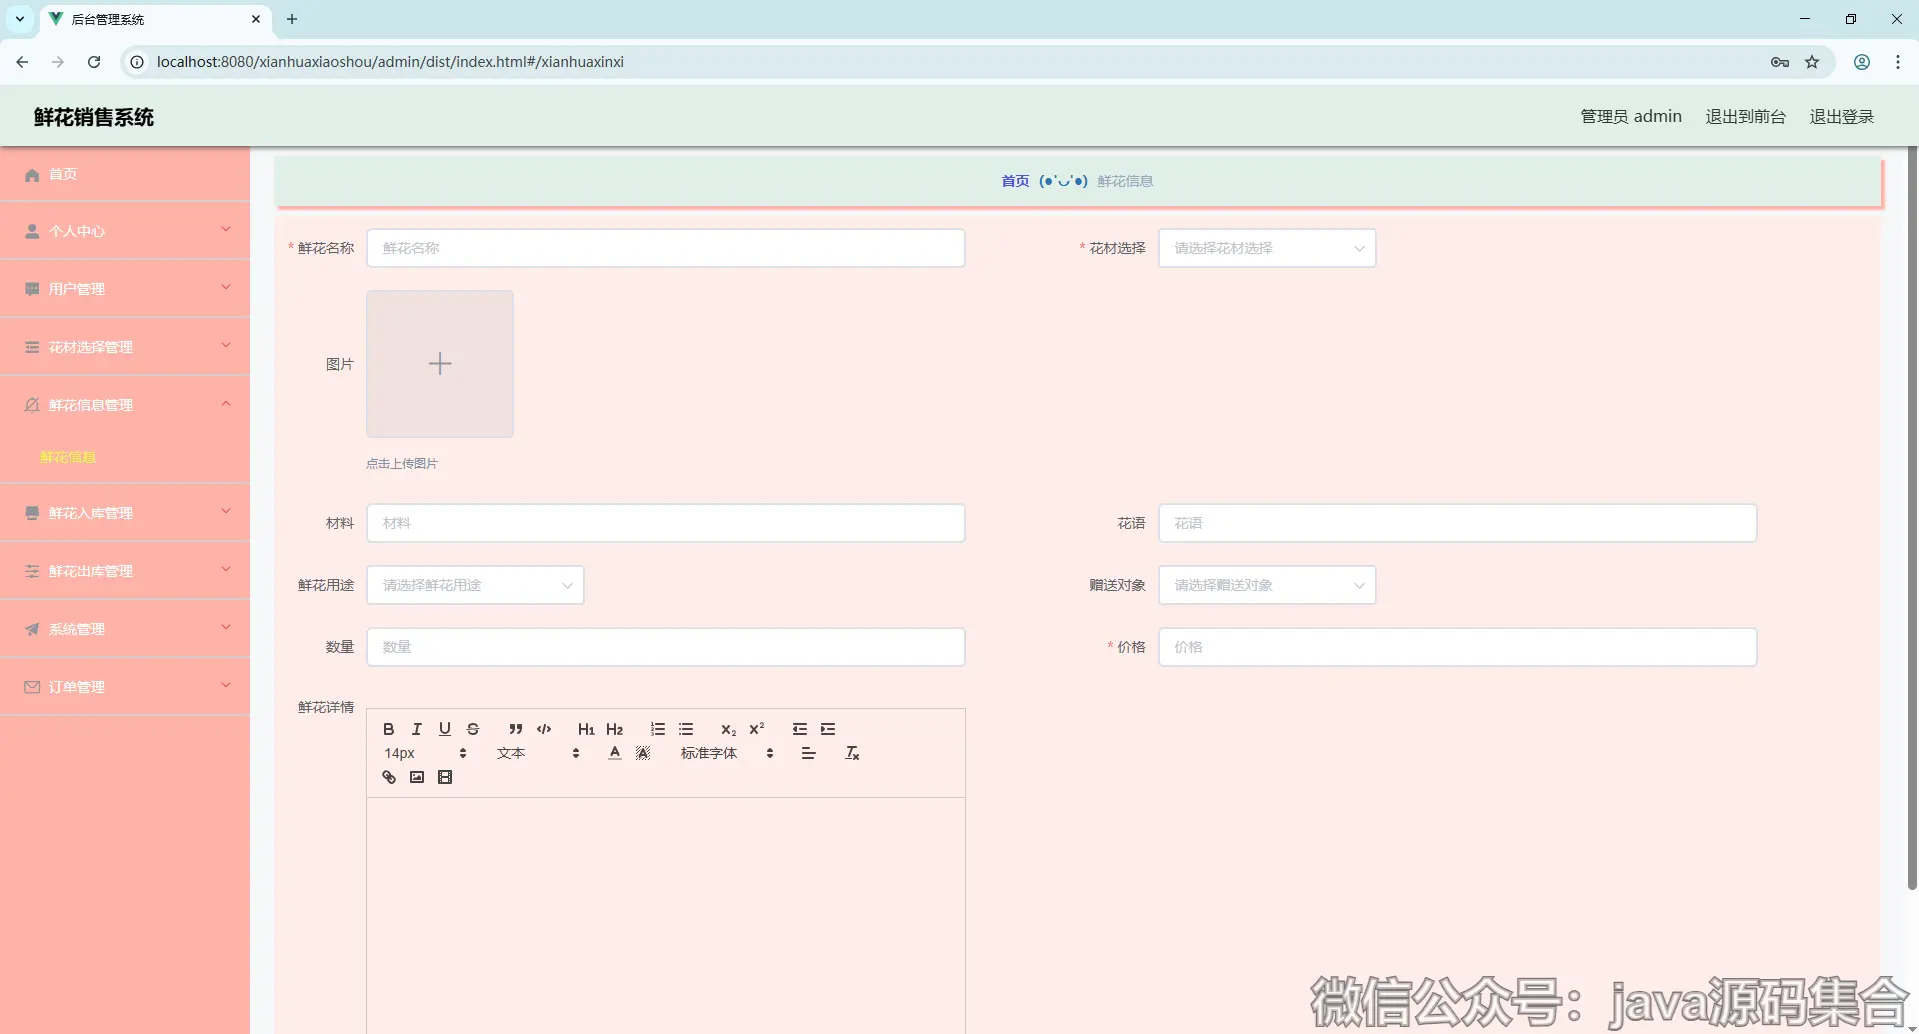 后台管理系统
localhost:8080/xianhuaxiaoshou/admin/dist/index.html#/xianhuaxinxi
鲜花销售系统
管理员 admin 退出到前台 退出登录
首页
个人中心
用户管理
花材选择管理
鲜花信息管理
鲜花信息
鲜花入库管理
鲜花出库管理
系统管理
订单管理
首页 (●'◡'●) 鲜花信息
* 鲜花名称 鲜花名称 * 花材选择 请选择花材选择
图片
点击上传图片
材料 材料 花语 花语
鲜花用途 请选择鲜花用途 赠送对象 请选择赠送对象
数量 数量 * 价格 价格
鲜花详情
B I U S H1 H2 x₂ x²
14px 文本 A A 标准字体 Tx
微信公众号：java源码集合